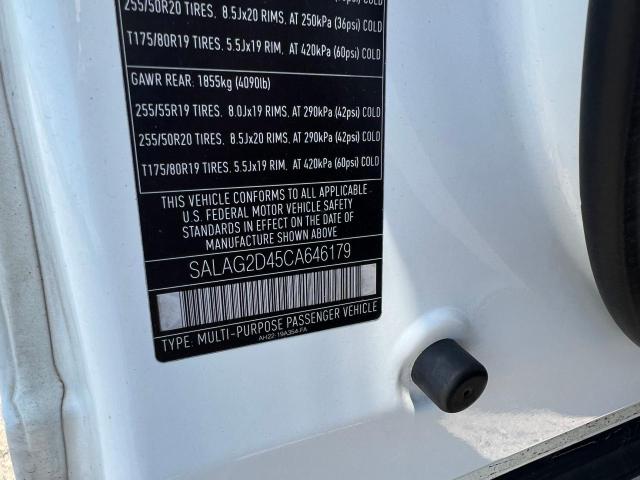 255/50R20 TIRES. 8.5Jx20 RIMS. AT 250kPa (36psi) COLD
T175/80R19 TIRES. 5.5Jx19 RIM. AT 420kPa (60psi) COLD
GAWR REAR. 1855kg (4090lb)
255/55R19 TIRES. 8.0Jx19 RIMS. AT 290kPa (42psi) COLD
255/50R20 TIRES. 8.5Jx20 RIMS. AT 290kPa (42psi) COLD
T175/80R19 TIRES. 5.5Jx19 RIM. AT 420kPa (60psi) COLD
THIS VEHICLE CONFORMS TO ALL APPLICABLE
U.S. FEDERAL MOTOR VEHICLE SAFETY
STANDARDS IN EFFECT ON THE DATE OF
MANUFACTURE SHOWN ABOVE
SALAG2D45CA646179
TYPE: MULTI-PURPOSE PASSENGER VEHICLE
AH22-19A354-FA